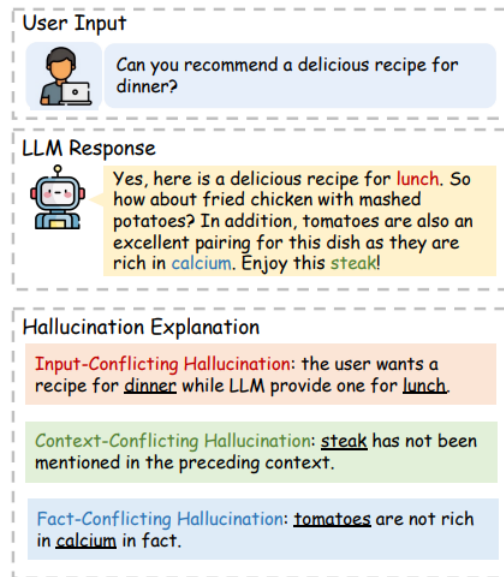 User Input
Can you recommend a delicious recipe for
dinner?
LLM Response
Yes, here is a delicious recipe for lunch. So
how about fried chicken with mashed
potatoes? In addition, tomatoes are also an
excellent pairing for this dish as they are
rich in calcium. Enjoy this steak!
Hallucination Explanation
Input-Conflicting Hallucination: the user wants a
recipe for dinner while LLM provide one for lunch.
Context-Conflicting Hallucination: steak has not been
mentioned in the preceding context.
Fact-Conflicting Hallucination: tomatoes are not rich
in calcium in fact.